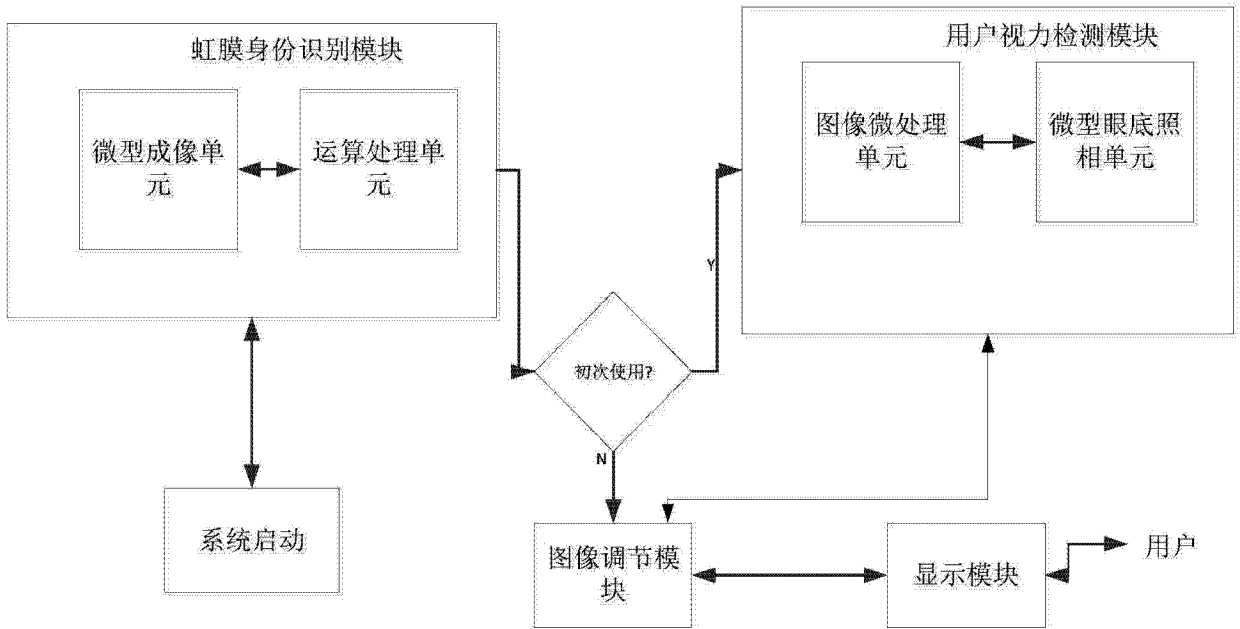 虹膜身份识别模块
微型成像单
元
运算处理单
元
用户视力检测模块
图像微处理
单元
微型眼底照
相单元
Y
初次使用?
N
系统启动
图像调节模
块
显示模块
用户